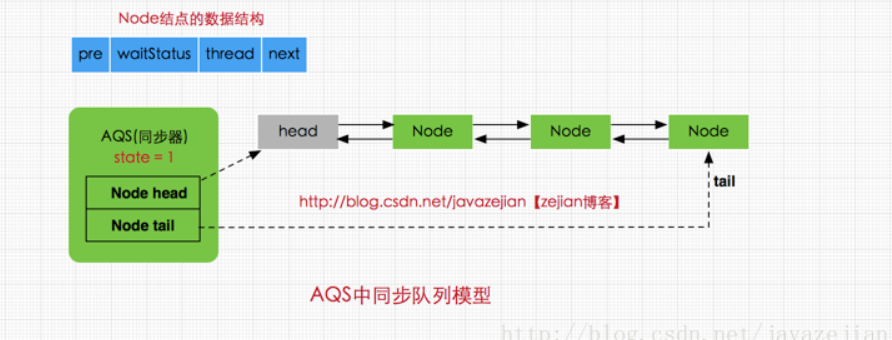 Node结点的数据结构
pre waitStatus thread next
AQS(同步器)
state = 1
Node head
Node tail
head Node Node Node
tail
http://blog.csdn.net/javazejian【zejian博客】
AQS中同步队列模型
http://blog.csdn.net/javazejian